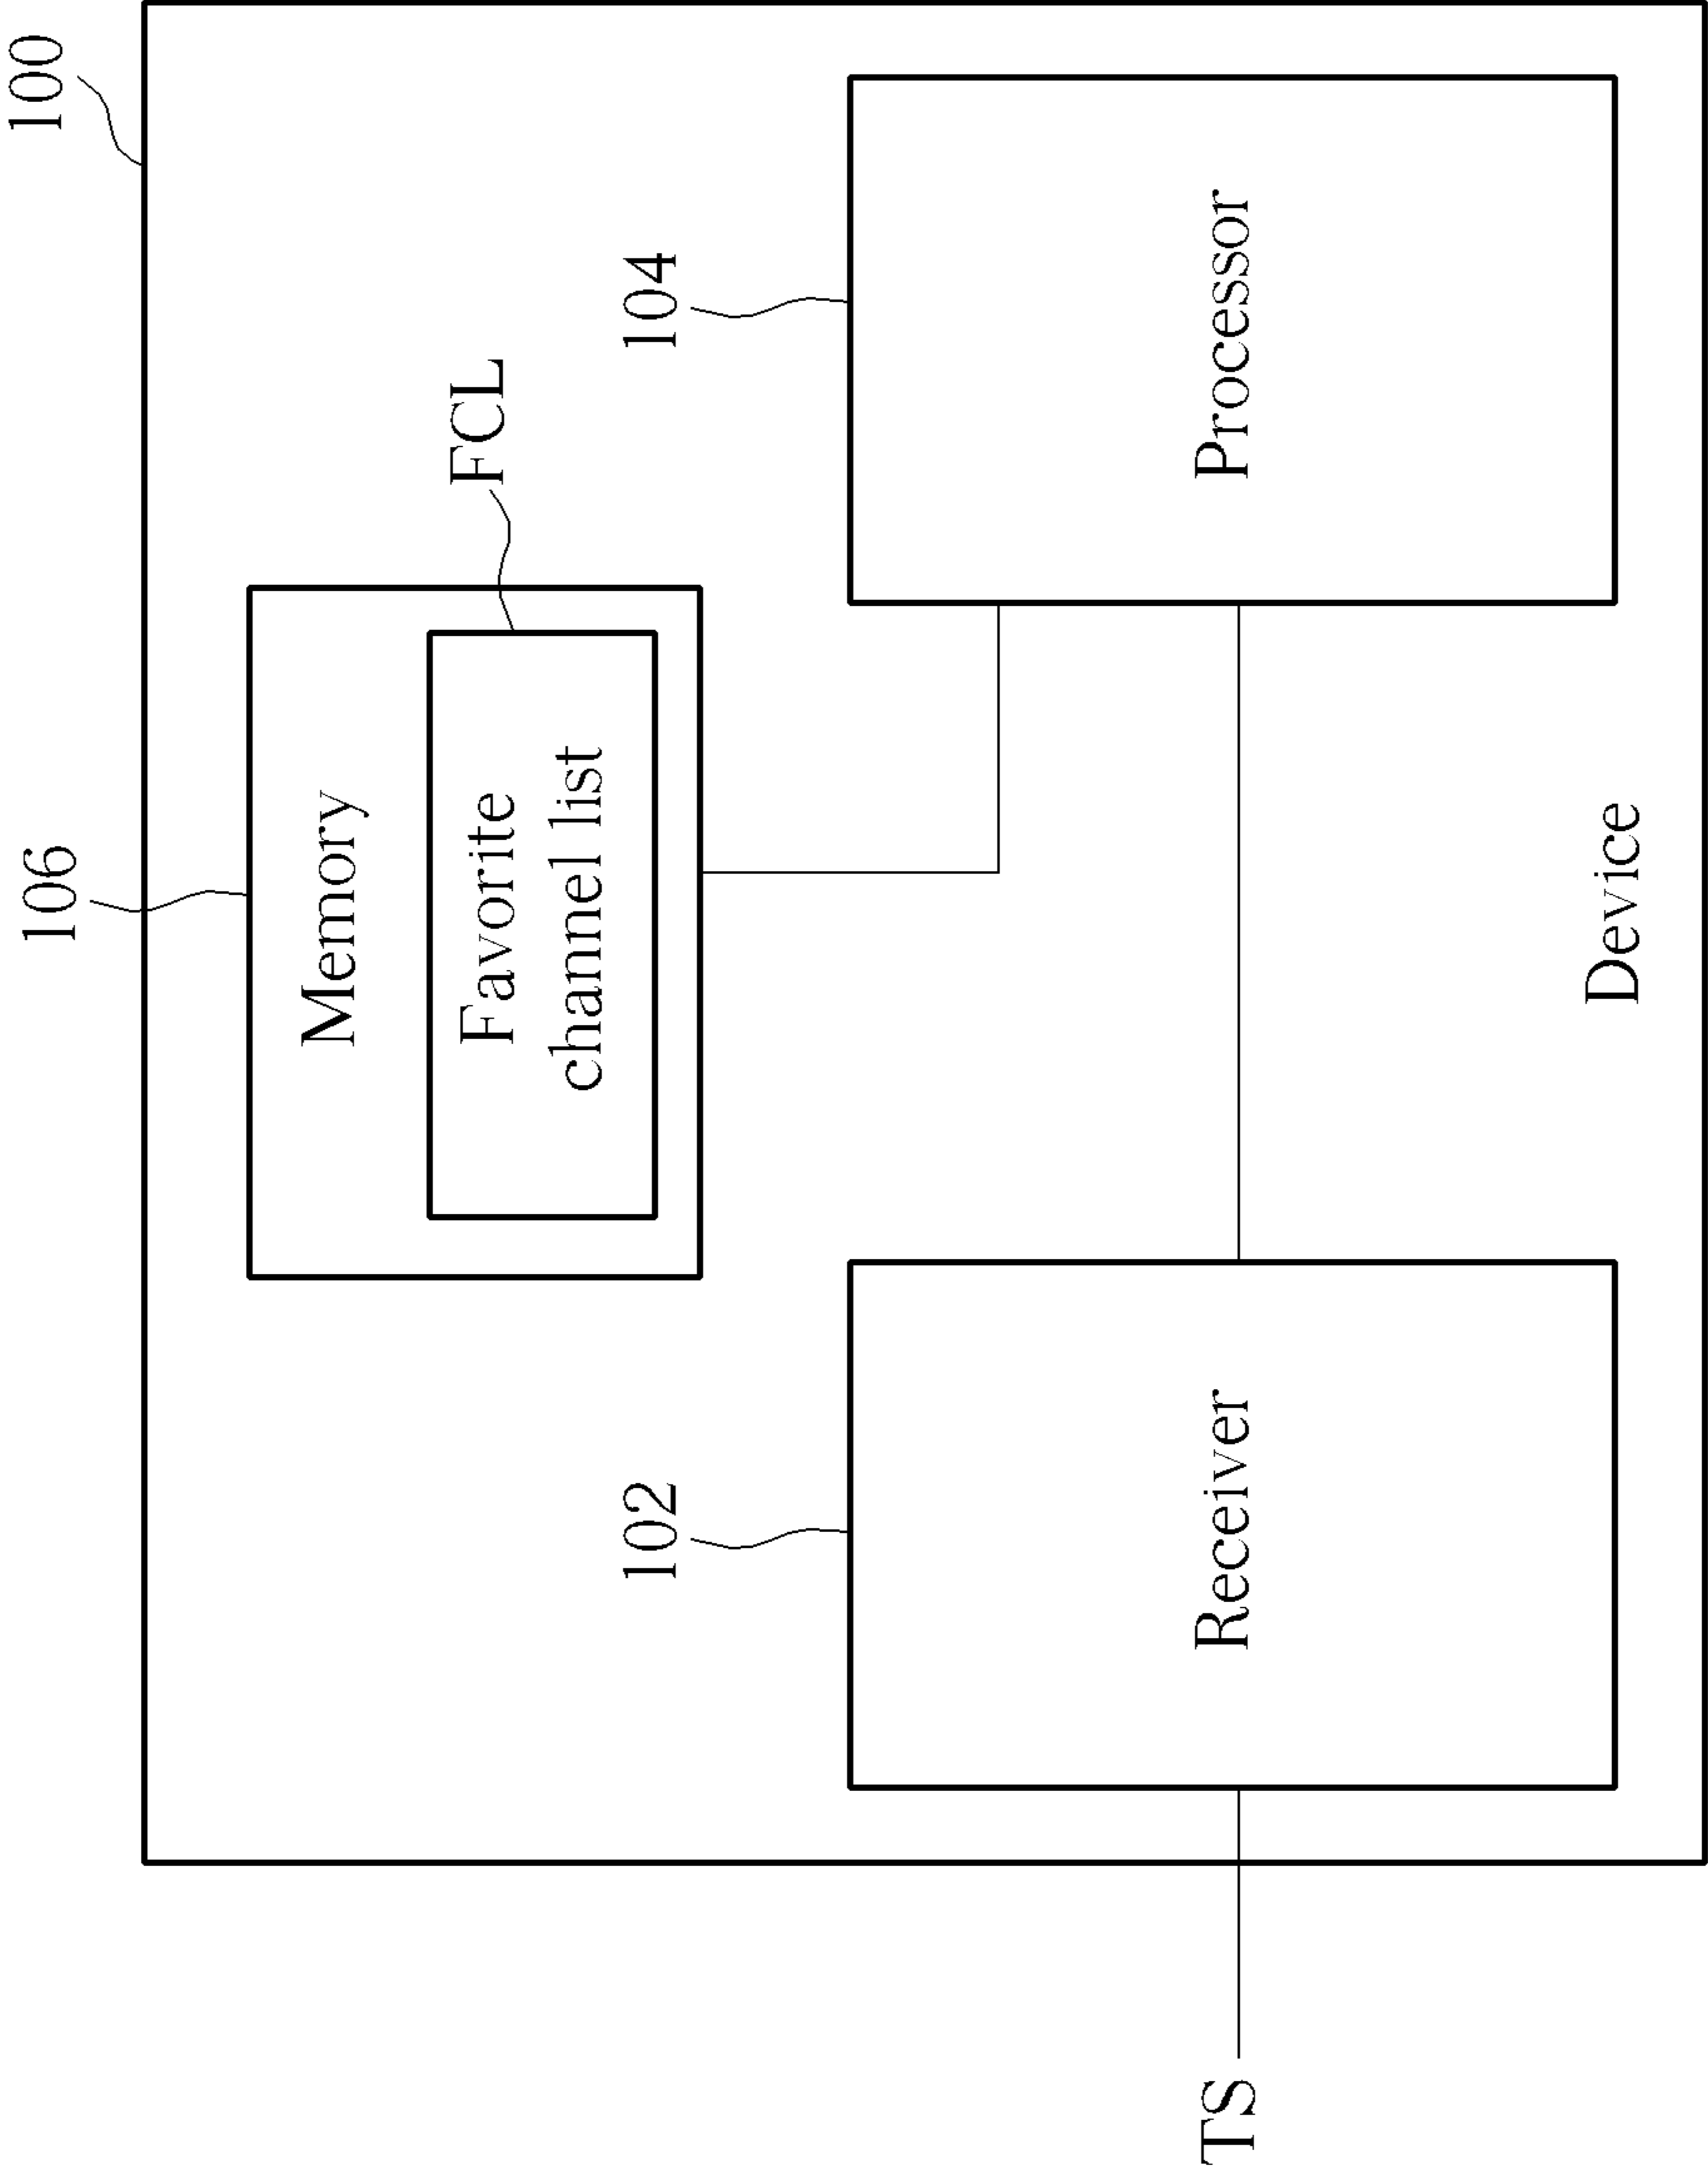 100
106
Memory
FCL
Favorite
channel list
102
104
TS
Receiver
Processor
Device